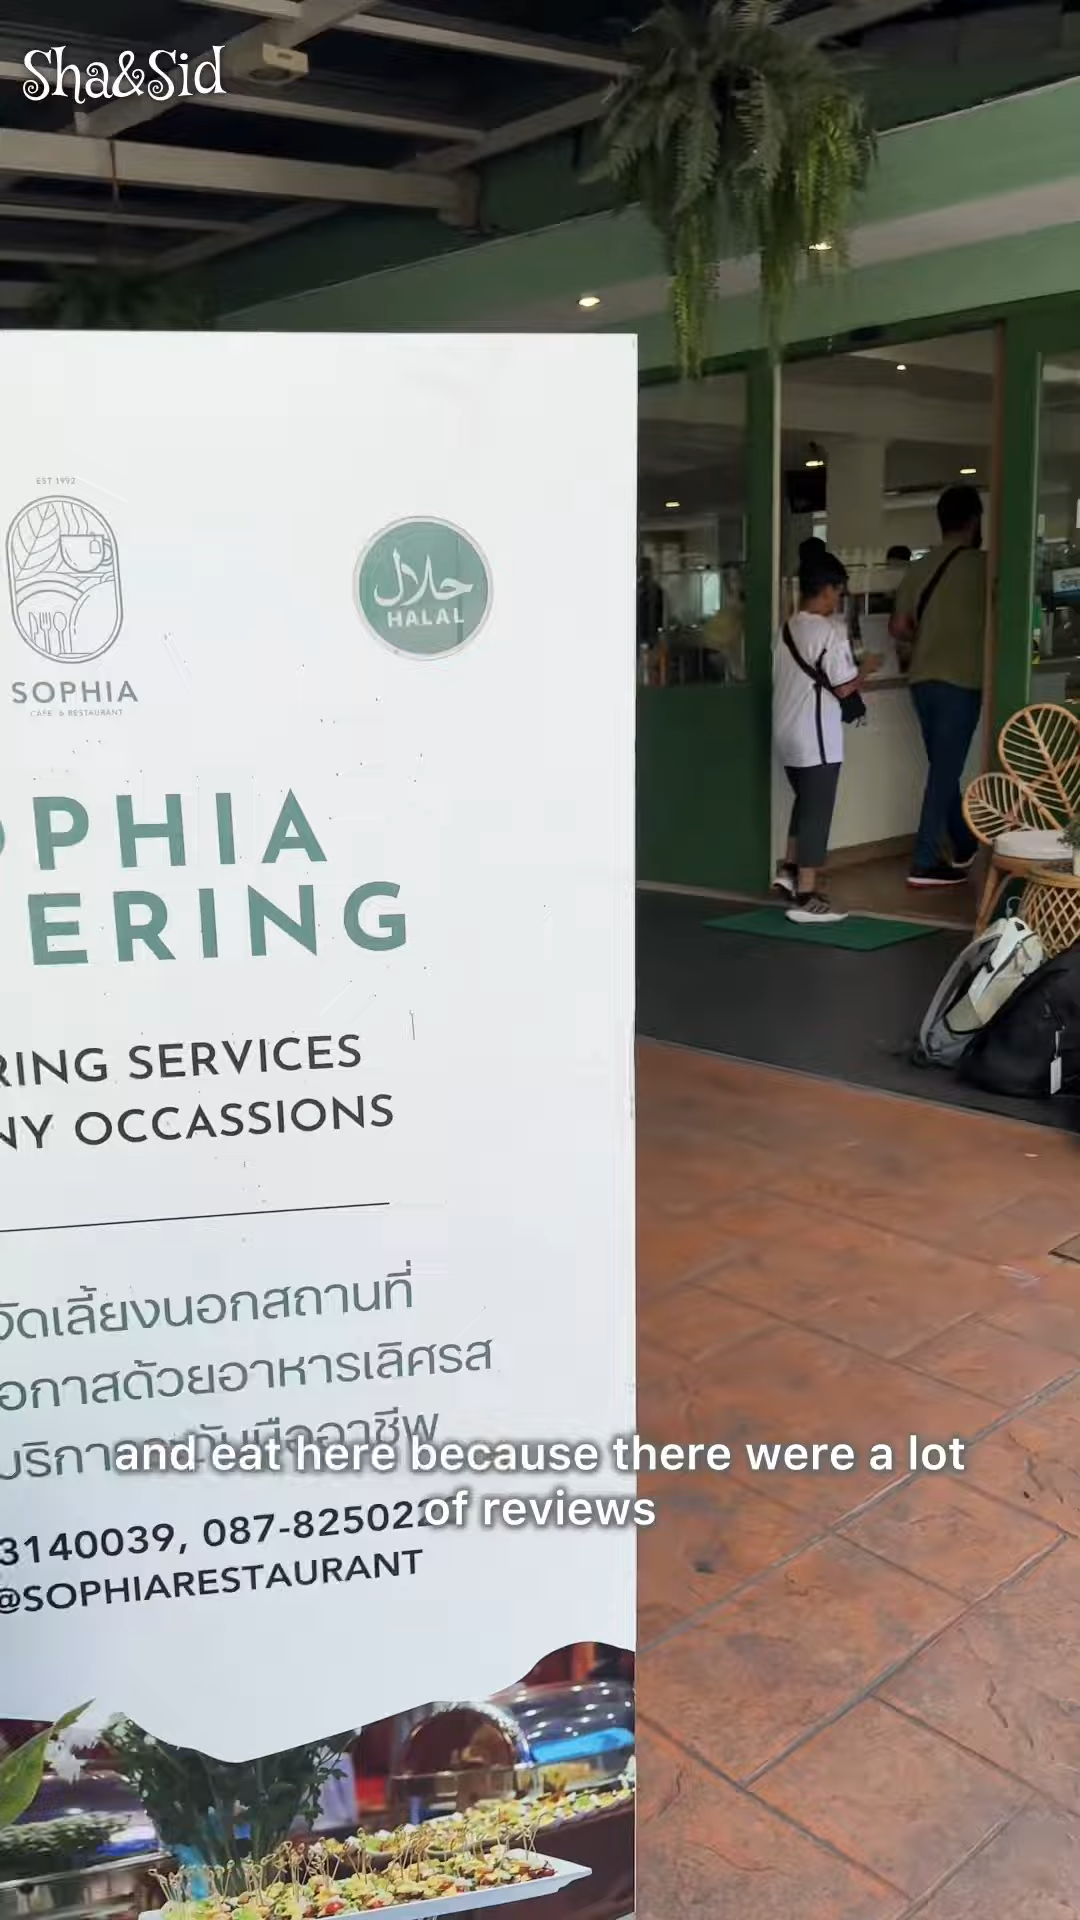 Sha&Sid
EST 1992
SOPHIA
CAFE & RESTAURANT
حلال
HALAL
PHIA
ERING
RING SERVICES
NY OCCASSIONS
จัดเลี้ยงนอกสถานที่
อกาสด้วยอาหารเลิศรส
and eat here because there were a lot
of reviews
3140039, 087-825022
@SOPHIARESTAURANT